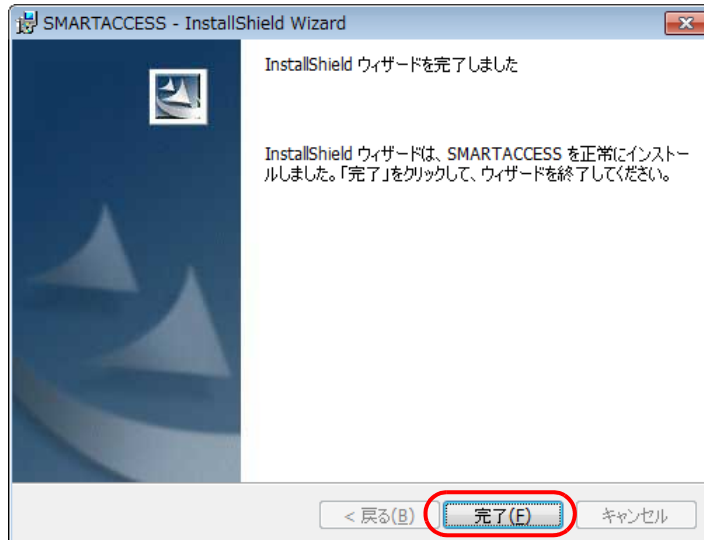 SMARTACCESS - InstallShield Wizard
InstallShield ウィザードを完了しました
InstallShield ウィザードは、SMARTACCESS を正常にインストー
ルしました。「完了」をクリックして、ウィザードを終了してください。
< 戻る(B) 完了(F) キャンセル